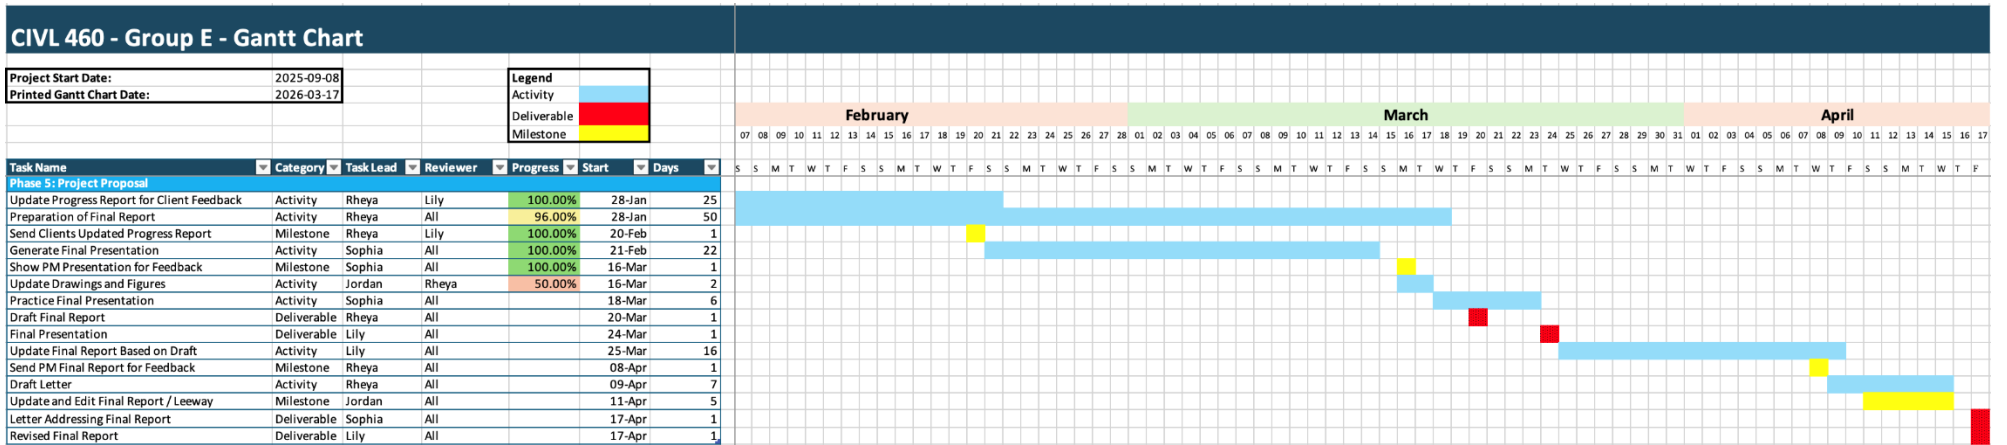 CIVL 460 - Group E - Gantt Chart
Project Start Date: 2025-09-08
Printed Gantt Chart Date: 2026-03-17
Legend
Activity
Deliverable
Milestone
February March April
07 08 09 10 11 12 13 14 15 16 17 18 19 20 21 22 23 24 25 26 27 28 01 02 03 04 05 06 07 08 09 10 11 12 13 14 15 16 17 18 19 20 21 22 23 24 25 26 27 28 29 30 31 01 02 03 04 05 06 07 08 09 10 11 12 13 14 15 16 17
Task Name Category Task Lead Reviewer Progress Start Days S S M T W T F S S M T W T F S S M T W T F S S M T W T F S S M T W T F S S M T W T F S S M T W T F S S M T W T F S S M T W T F S S M T W T F
Phase 5: Project Proposal
Update Progress Report for Client Feedback Activity Rheya Lily 100.00% 28-Jan 25
Preparation of Final Report Activity Rheya All 96.00% 28-Jan 50
Send Clients Updated Progress Report Milestone Rheya Lily 100.00% 20-Feb 1
Generate Final Presentation Activity Sophia All 100.00% 21-Feb 22
Show PM Presentation for Feedback Milestone Sophia All 100.00% 16-Mar 1
Update Drawings and Figures Activity Jordan Rheya 50.00% 16-Mar 2
Practice Final Presentation Activity Sophia All 18-Mar 6
Draft Final Report Deliverable Rheya All 20-Mar 1
Final Presentation Deliverable Lily All 24-Mar 1
Update Final Report Based on Draft Activity Lily All 25-Mar 16
Send PM Final Report for Feedback Milestone Rheya All 08-Apr 1
Draft Letter Activity Rheya All 09-Apr 7
Update and Edit Final Report / Leeway Milestone Jordan All 11-Apr 5
Letter Addressing Final Report Deliverable Sophia All 17-Apr 1
Revised Final Report Deliverable Lily All 17-Apr 1